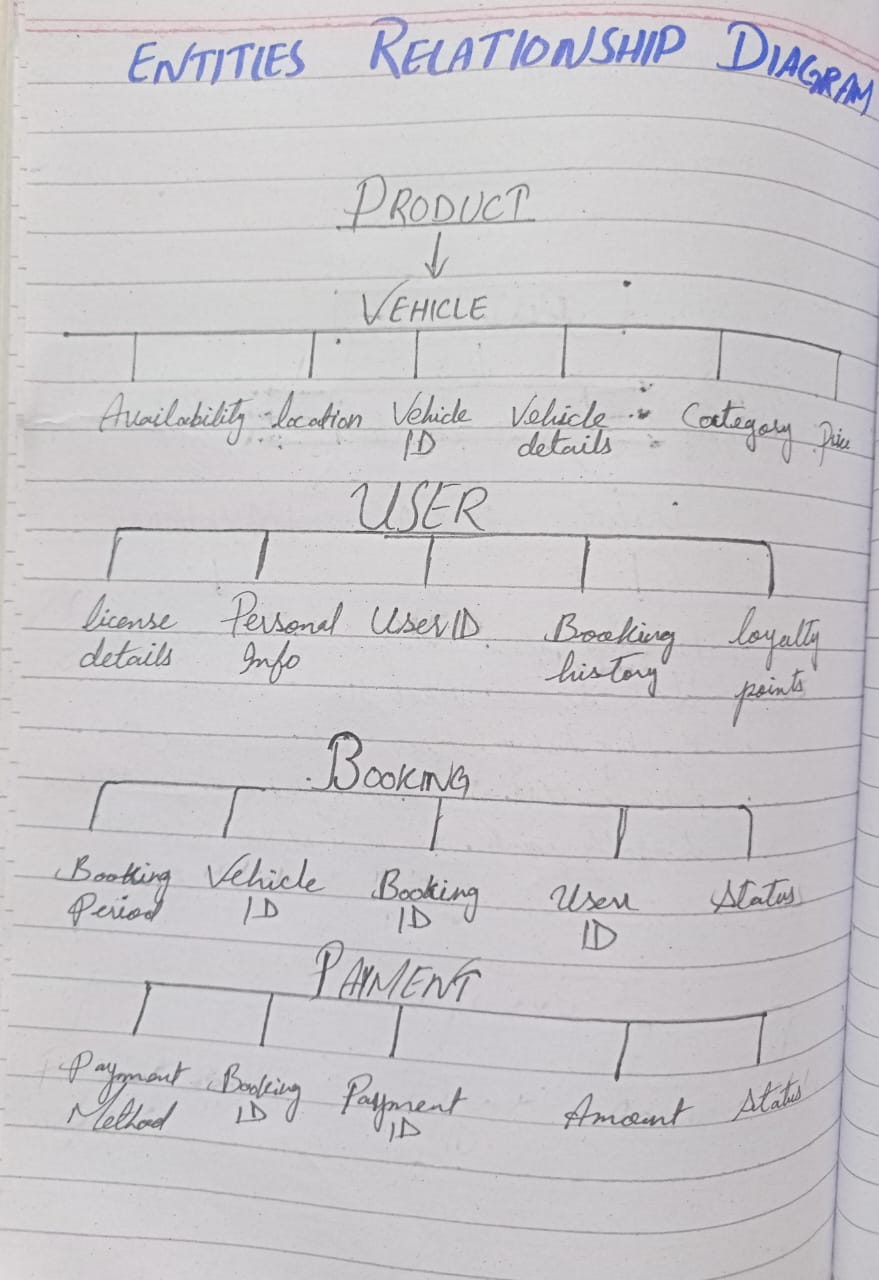 ENTITIES RELATIONSHIP DIAGRAM
PRODUCT
VEHICLE
Availability location Vehicle ID Vehicle details Category Price
USER
license details Personal Info User ID Booking history loyalty points
BOOKING
Booking Period Vehicle ID Booking ID User ID Status
PAYMENT
Payment Method Booking ID Payment ID Amount Status